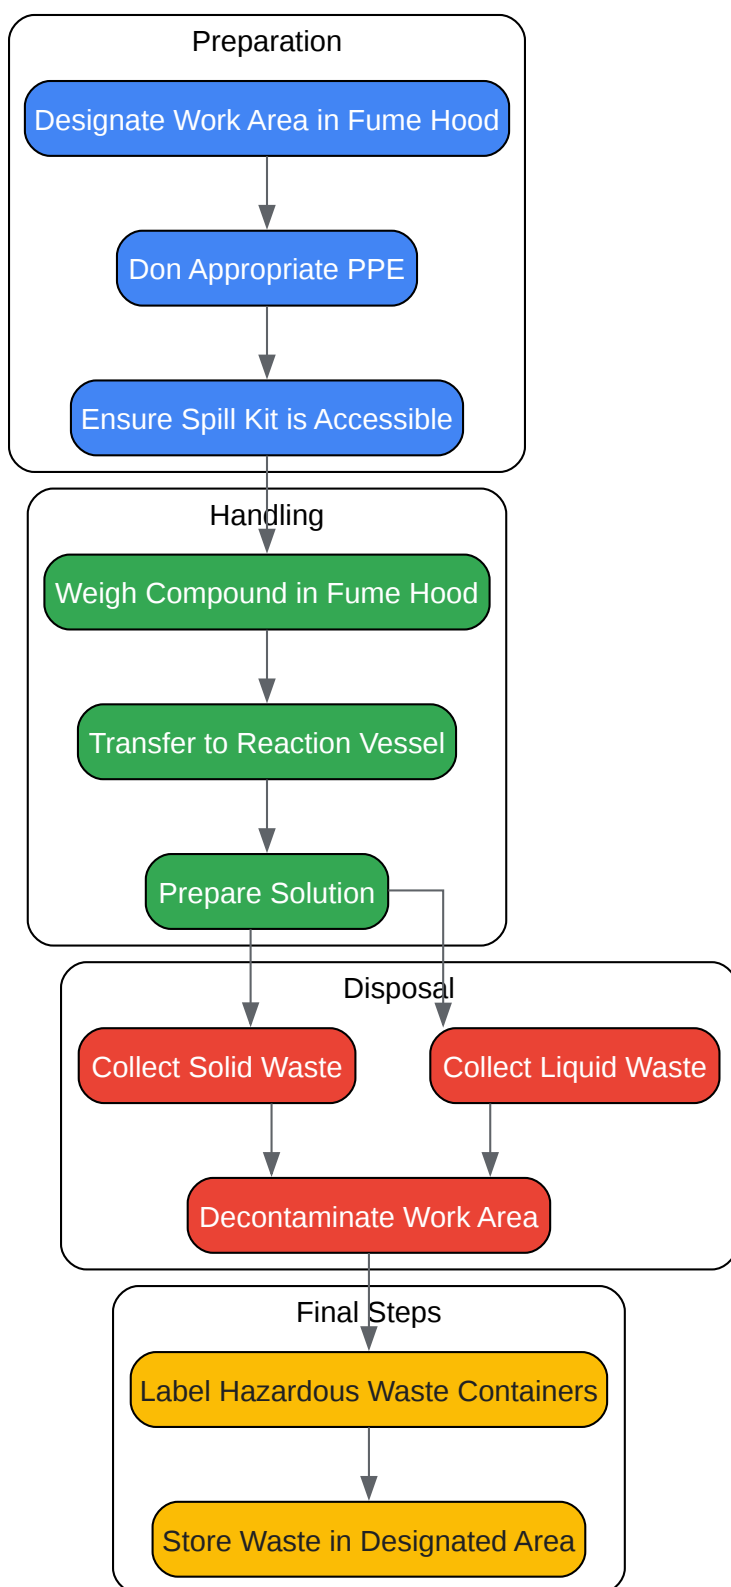 Preparation
Designate Work Area in Fume Hood
Don Appropriate PPE
Ensure Spill Kit is Accessible
Handling
Weigh Compound in Fume Hood
Transfer to Reaction Vessel
Prepare Solution
Disposal
Collect Solid Waste
Collect Liquid Waste
Decontaminate Work Area
Final Steps
Label Hazardous Waste Containers
Store Waste in Designated Area